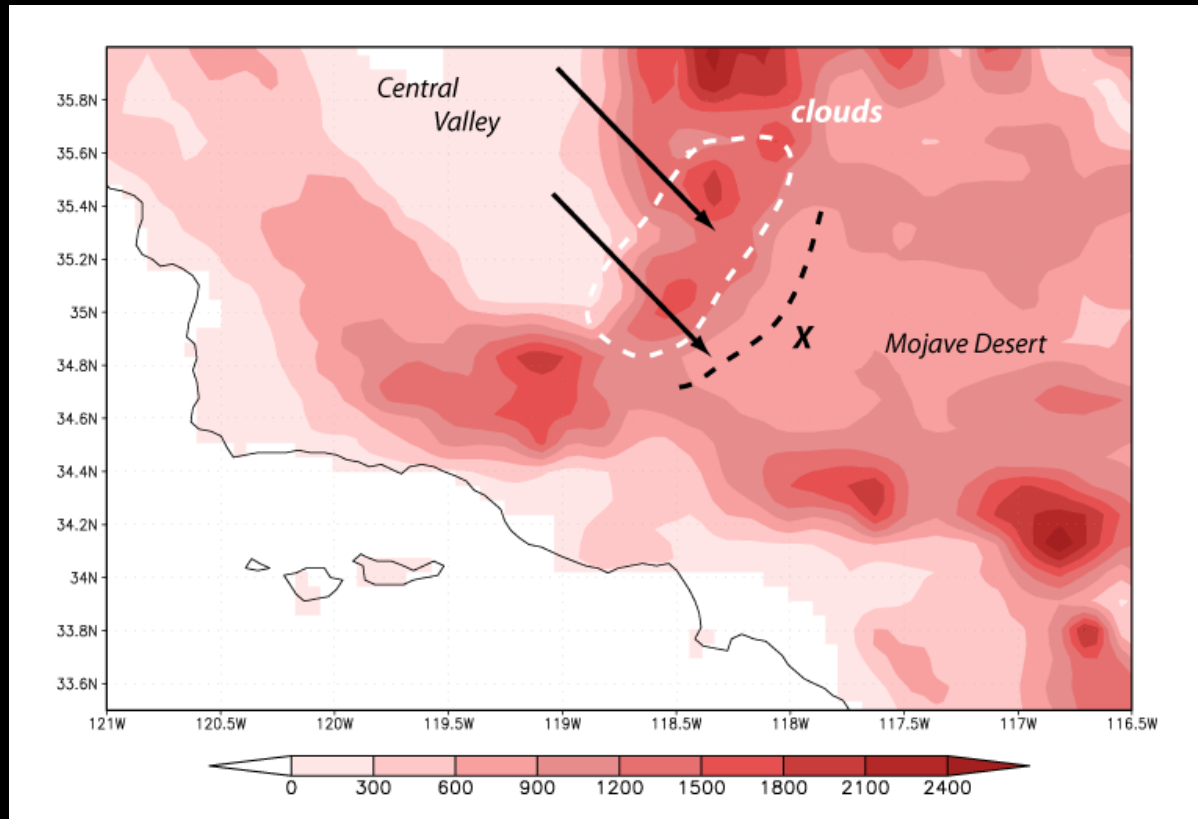 Central
Valley
clouds
X
Mojave Desert
35.8N
35.6N
35.4N
35.2N
35N
34.8N
34.6N
34.4N
34.2N
34N
33.8N
33.6N
121W 120.5W 120W 119.5W 119W 118.5W 118W 117.5W 117W 116.5W
0 300 600 900 1200 1500 1800 2100 2400